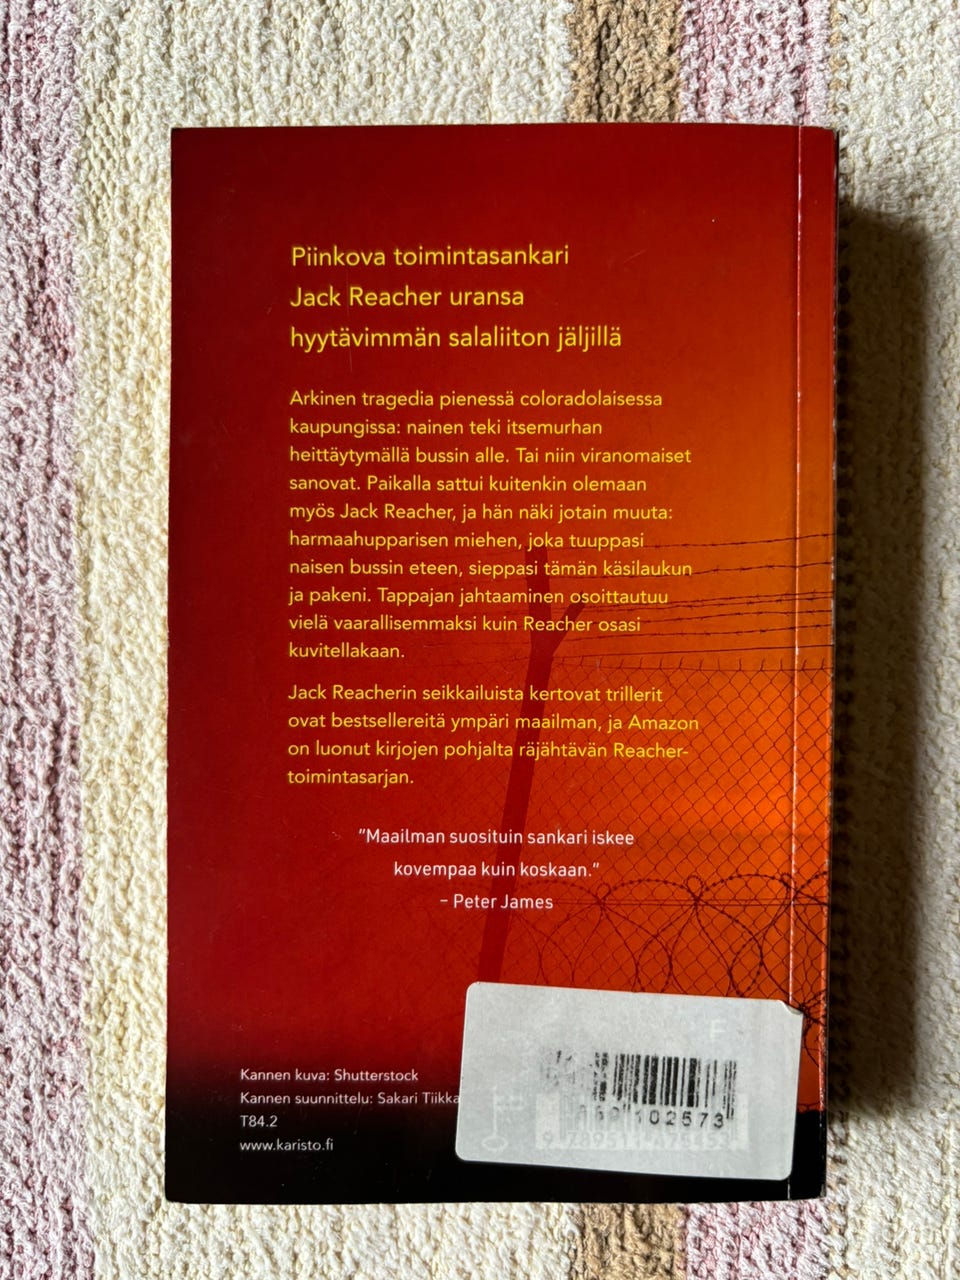 Piinkova toimintasankari
Jack Reacher uransa
hyytävimmän salaliiton jäljillä
Arkinen tragedia pienessä coloradolaisessa
kaupungissa: nainen teki itsemurhan
heittäytymällä bussin alle. Tai niin viranomaiset
sanovat. Paikalla sattui kuitenkin olemaan
myös Jack Reacher, ja hän näki jotain muuta:
harmaahupparisen miehen, joka tuuppasi
naisen bussin eteen, sieppasi tämän käsilaukun
ja pakeni. Tappajan jahtaaminen osoittautuu
vielä vaarallisemmaksi kuin Reacher osasi
kuvitellakaan.
Jack Reacherin seikkailuista kertovat trillerit
ovat bestsellereitä ympäri maailman, ja Amazon
on luonut kirjojen pohjalta räjähtävän Reacher-
toimintasarjan.
”Maailman suosituin sankari iskee
kovempaa kuin koskaan.”
– Peter James
Kannen kuva: Shutterstock
Kannen suunnittelu: Sakari Tiikka
T84.2
www.karisto.fi